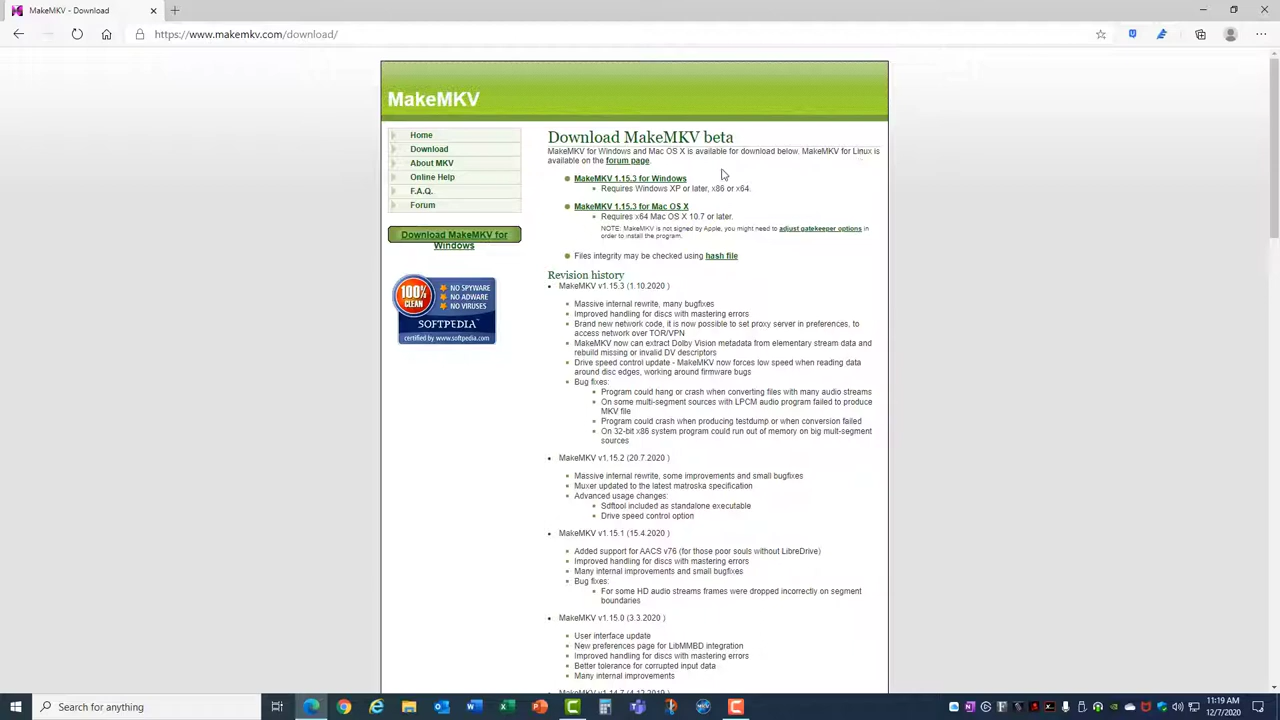 MakeMKV - Download
https://www.makemkv.com/download/
MakeMKV
Home
Download
About MKV
Online Help
F.A.Q.
Forum
Download MakeMKV for
Windows
100%
CLEAN
NO SPYWARE
NO ADWARE
NO VIRUSES
SOFTPEDIA
certified by www.softpedia.com
Download MakeMKV beta
MakeMKV for Windows and Mac OS X is available for download below. MakeMKV for Linux is
available on the forum page.
MakeMKV 1.15.3 for Windows
Requires Windows XP or later, x86 or x64.
MakeMKV 1.15.3 for Mac OS X
Requires x64 Mac OS X 10.7 or later.
NOTE: MakeMKV is not signed by Apple, you might need to adjust gatekeeper options in
order to install the program.
Files integrity may be checked using hash file
Revision history
MakeMKV v1.15.3 (1.10.2020 )
Massive internal rewrite, many bugfixes
Improved handling for discs with mastering errors
Brand new network code, it is now possible to set proxy server in preferences, to
access network over TOR/VPN
MakeMKV now can extract Dolby Vision metadata from elementary stream data and
rebuild missing or invalid DV descriptors
Drive speed control update - MakeMKV now forces low speed when reading data
around disc edges, working around firmware bugs
Bug fixes:
Program could hang or crash when converting files with many audio streams
On some multi-segment sources with LPCM audio program failed to produce
MKV file
Program could crash when producing testdump or when conversion failed
On 32-bit x86 system program could run out of memory on big mult-segment
sources
MakeMKV v1.15.2 (20.7.2020 )
Massive internal rewrite, some improvements and small bugfixes
Muxer updated to the latest matroska specification
Advanced usage changes:
Sdftool included as standalone executable
Drive speed control option
MakeMKV v1.15.1 (15.4.2020 )
Added support for AACS v76 (for those poor souls without LibreDrive)
Improved handling for discs with mastering errors
Many internal improvements and small bugfixes
Bug fixes:
For some HD audio streams frames were dropped incorrectly on segment
boundaries
MakeMKV v1.15.0 (3.3.2020 )
User interface update
New preferences page for LibMMBD integration
Improved handling for discs with mastering errors
Better tolerance for corrupted input data
Many internal improvements
MakeMKV v1.14.7 (4.12.2019 )
Search for anything
11:19 AM
12/7/2020